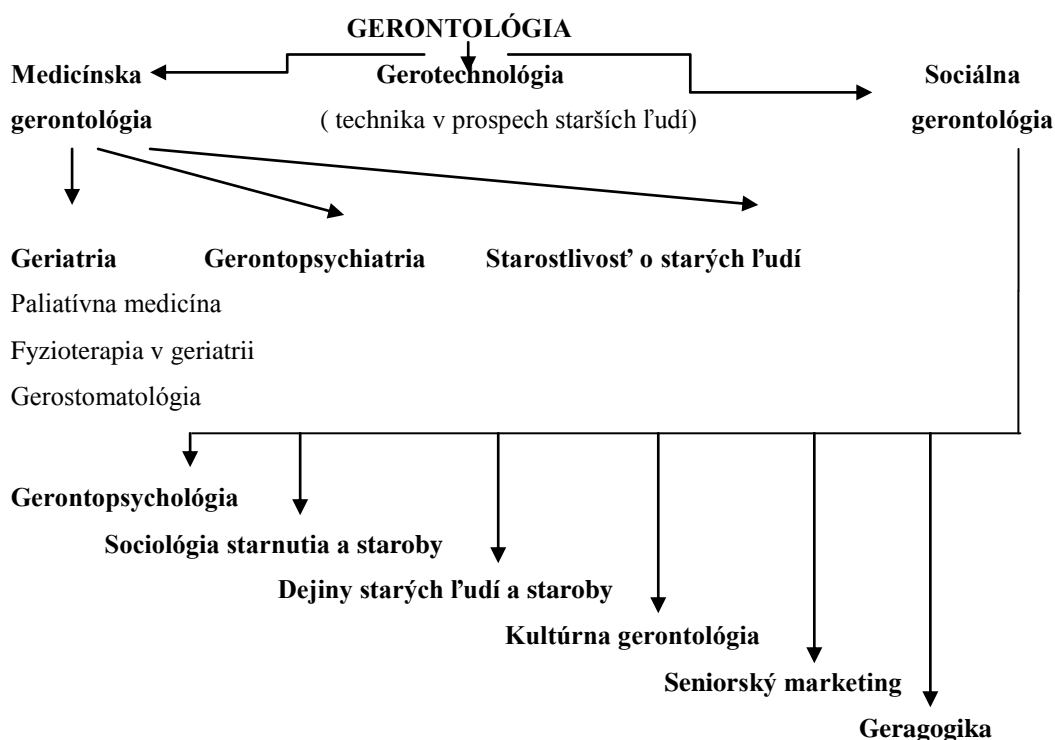 GERONTOLÓGIA
Medicínska gerontológia
Gerotechnológia
( technika v prospech starších ľudí)
Sociálna gerontológia
Geriatria
Gerontopsychiatria
Starostlivosť o starých ľudí
Paliatívna medicína
Fyzioterapia v geriatrii
Gerostomatológia
Gerontopsychológia
Sociológia starnutia a staroby
Dejiny starých ľudí a staroby
Kultúrna gerontológia
Seniorský marketing
Geragogika